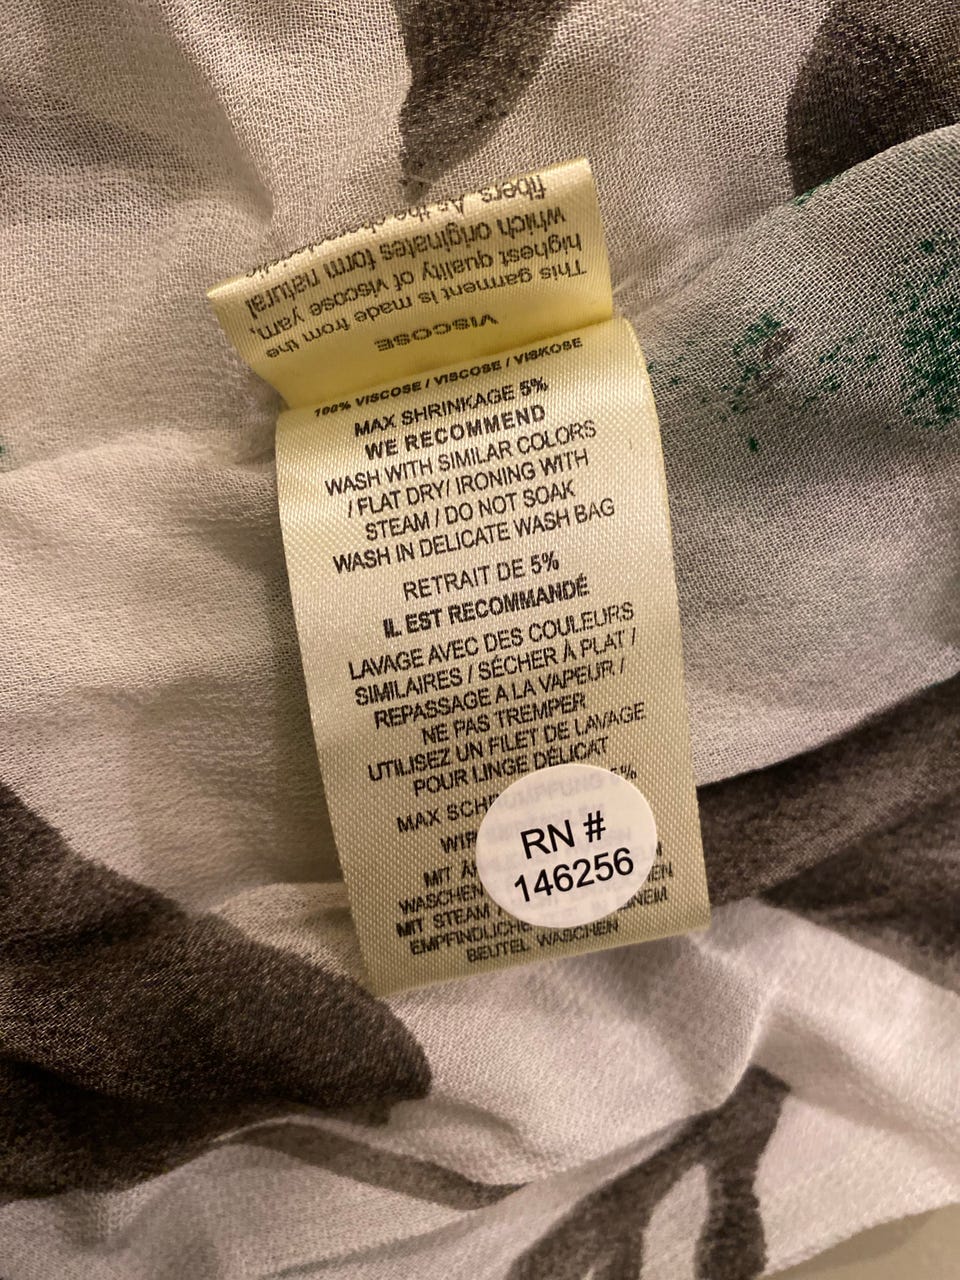 VISCOSE
This garment is made from the
highest quality of viscose yarn,
which originates form natural
fibers. As the
100% VISCOSE / VISCOSE / VISKOSE
MAX SHRINKAGE 5%
WE RECOMMEND
WASH WITH SIMILAR COLORS
/ FLAT DRY/ IRONING WITH
STEAM / DO NOT SOAK
WASH IN DELICATE WASH BAG
RETRAIT DE 5%
IL EST RECOMMANDÉ
LAVAGE AVEC DES COULEURS
SIMILAIRES / SÉCHER À PLAT /
REPASSAGE A LA VAPEUR /
NE PAS TREMPER
UTILISEZ UN FILET DE LAVAGE
POUR LINGE DÉLICAT
MAX 5%
MIT
WASCHEN
MIT STEAM /
BEUTEL WASCHEN
RN #
146256